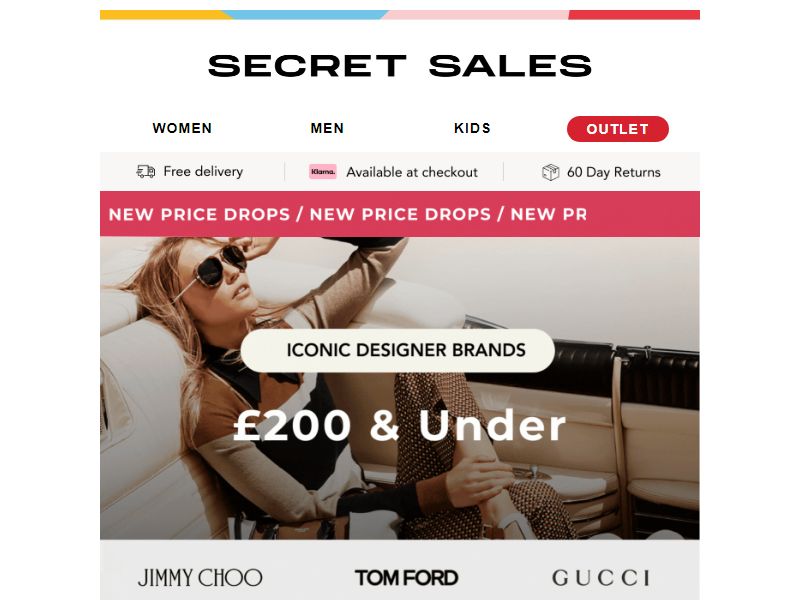 SECRET SALES
WOMEN MEN KIDS OUTLET
Free delivery Klarna. Available at checkout 60 Day Returns
NEW PRICE DROPS / NEW PRICE DROPS / NEW PR
ICONIC DESIGNER BRANDS
£200 & Under
JIMMY CHOO TOM FORD GUCCI